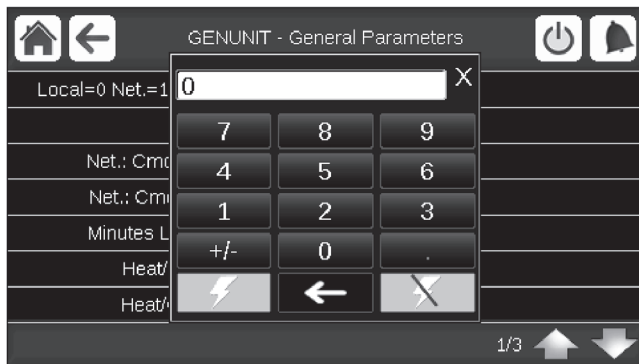 GENUNIT - General Parameters
Local=0 Net.=1
0
X
7 8 9
4 5 6
1 2 3
+/- 0 .
Net.: Cmd
Net.: Cm
Minutes L
Heat/
Heat/
1/3